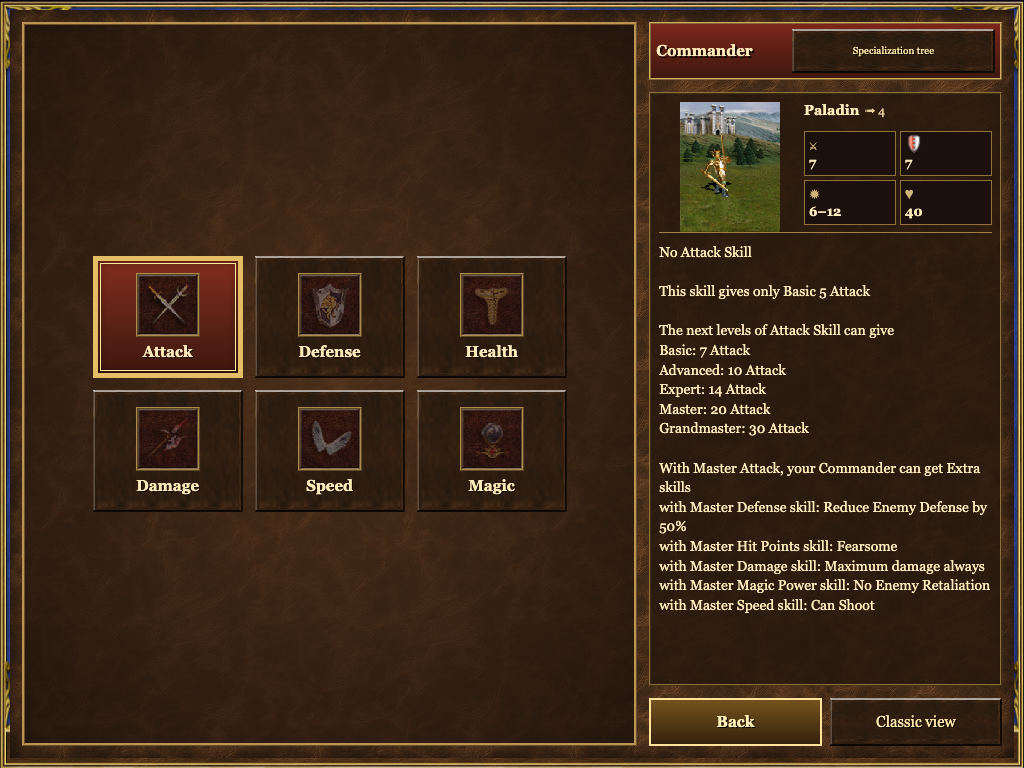 Commander
Specialization tree
Paladin → 4
7
7
6–12
40
No Attack Skill
This skill gives only Basic 5 Attack
The next levels of Attack Skill can give
Basic: 7 Attack
Advanced: 10 Attack
Expert: 14 Attack
Master: 20 Attack
Grandmaster: 30 Attack
With Master Attack, your Commander can get Extra
skills
with Master Defense skill: Reduce Enemy Defense by
50%
with Master Hit Points skill: Fearsome
with Master Damage skill: Maximum damage always
with Master Magic Power skill: No Enemy Retaliation
with Master Speed skill: Can Shoot
Attack
Defense
Health
Damage
Speed
Magic
Back
Classic view